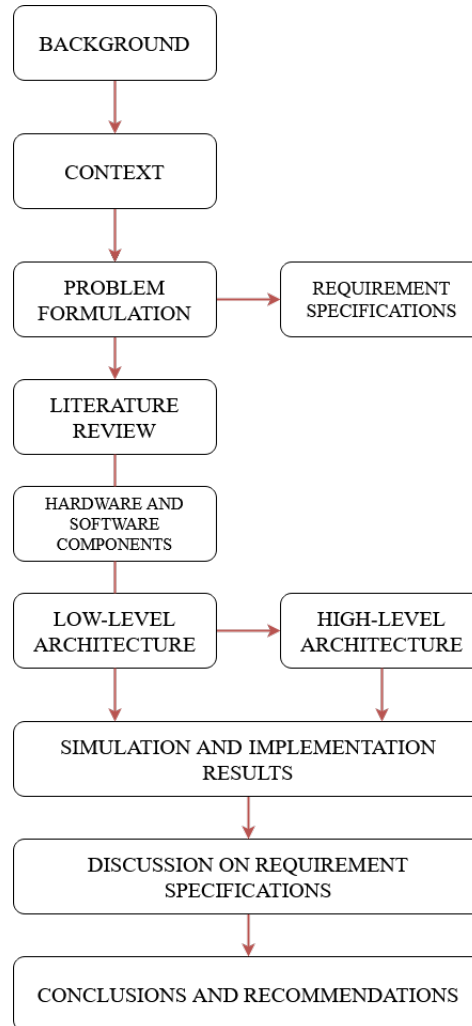 BACKGROUND
CONTEXT
PROBLEM
FORMULATION
REQUIREMENT
SPECIFICATIONS
LITERATURE
REVIEW
HARDWARE AND
SOFTWARE
COMPONENTS
LOW-LEVEL
ARCHITECTURE
HIGH-LEVEL
ARCHITECTURE
SIMULATION AND IMPLEMENTATION
RESULTS
DISCUSSION ON REQUIREMENT
SPECIFICATIONS
CONCLUSIONS AND RECOMMENDATIONS